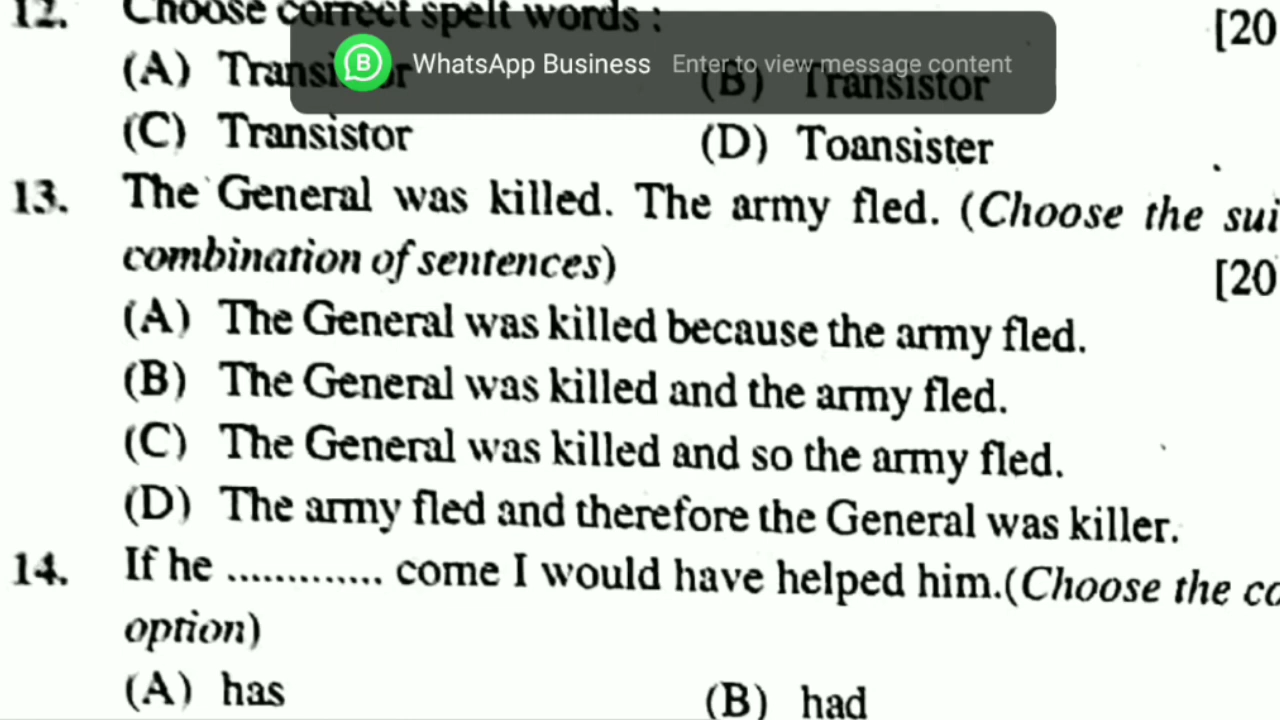 12. Choose correct spelt words : [20
WhatsApp Business Enter to view message content
(A) (B) Transistor
(C) Transistor (D) Toansister
13. The General was killed. The army fled. (Choose the sui
combination of sentences) [20
(A) The General was killed because the army fled.
(B) The General was killed and the army fled.
(C) The General was killed and so the army fled.
(D) The army fled and therefore the General was killer.
14. If he ............. come I would have helped him.(Choose the co
option)
(A) has (B) had